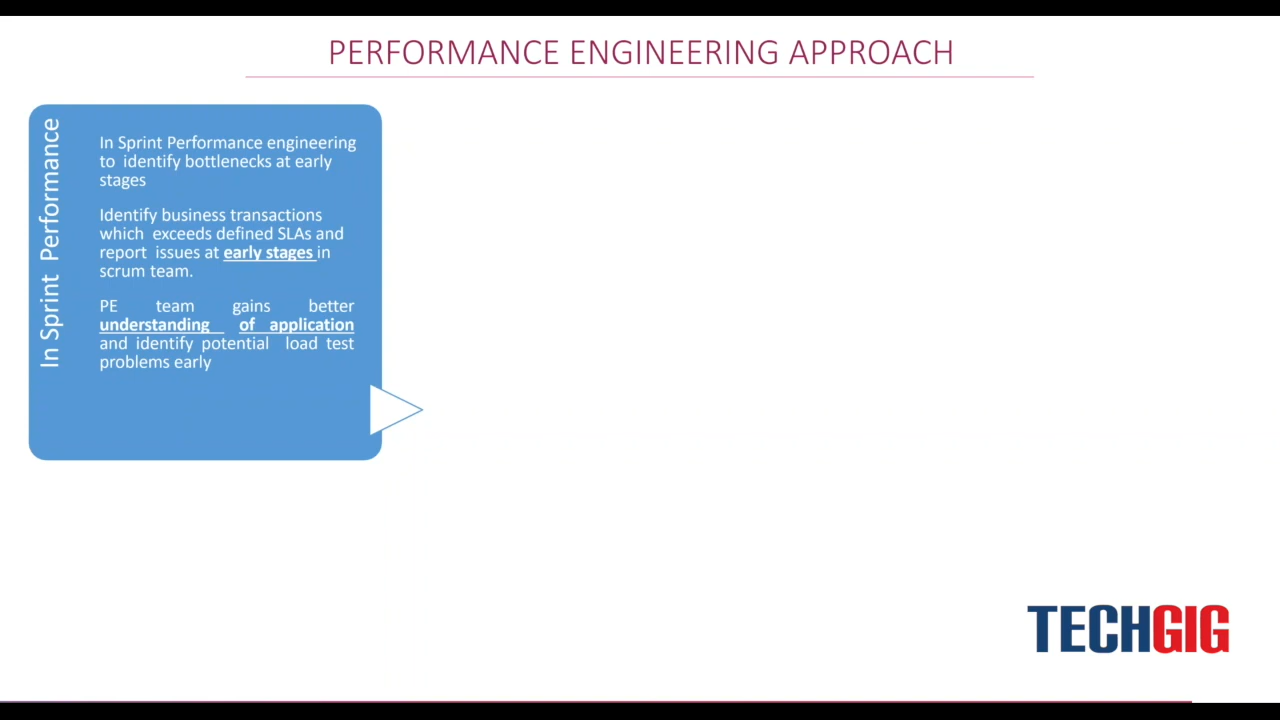 PERFORMANCE ENGINEERING APPROACH
In Sprint Performance
In Sprint Performance engineering
to identify bottlenecks at early
stages
Identify business transactions
which exceeds defined SLAs and
report issues at early stages in
scrum team.
PE team gains better
understanding of application
and identify potential load test
problems early
TECHGIG